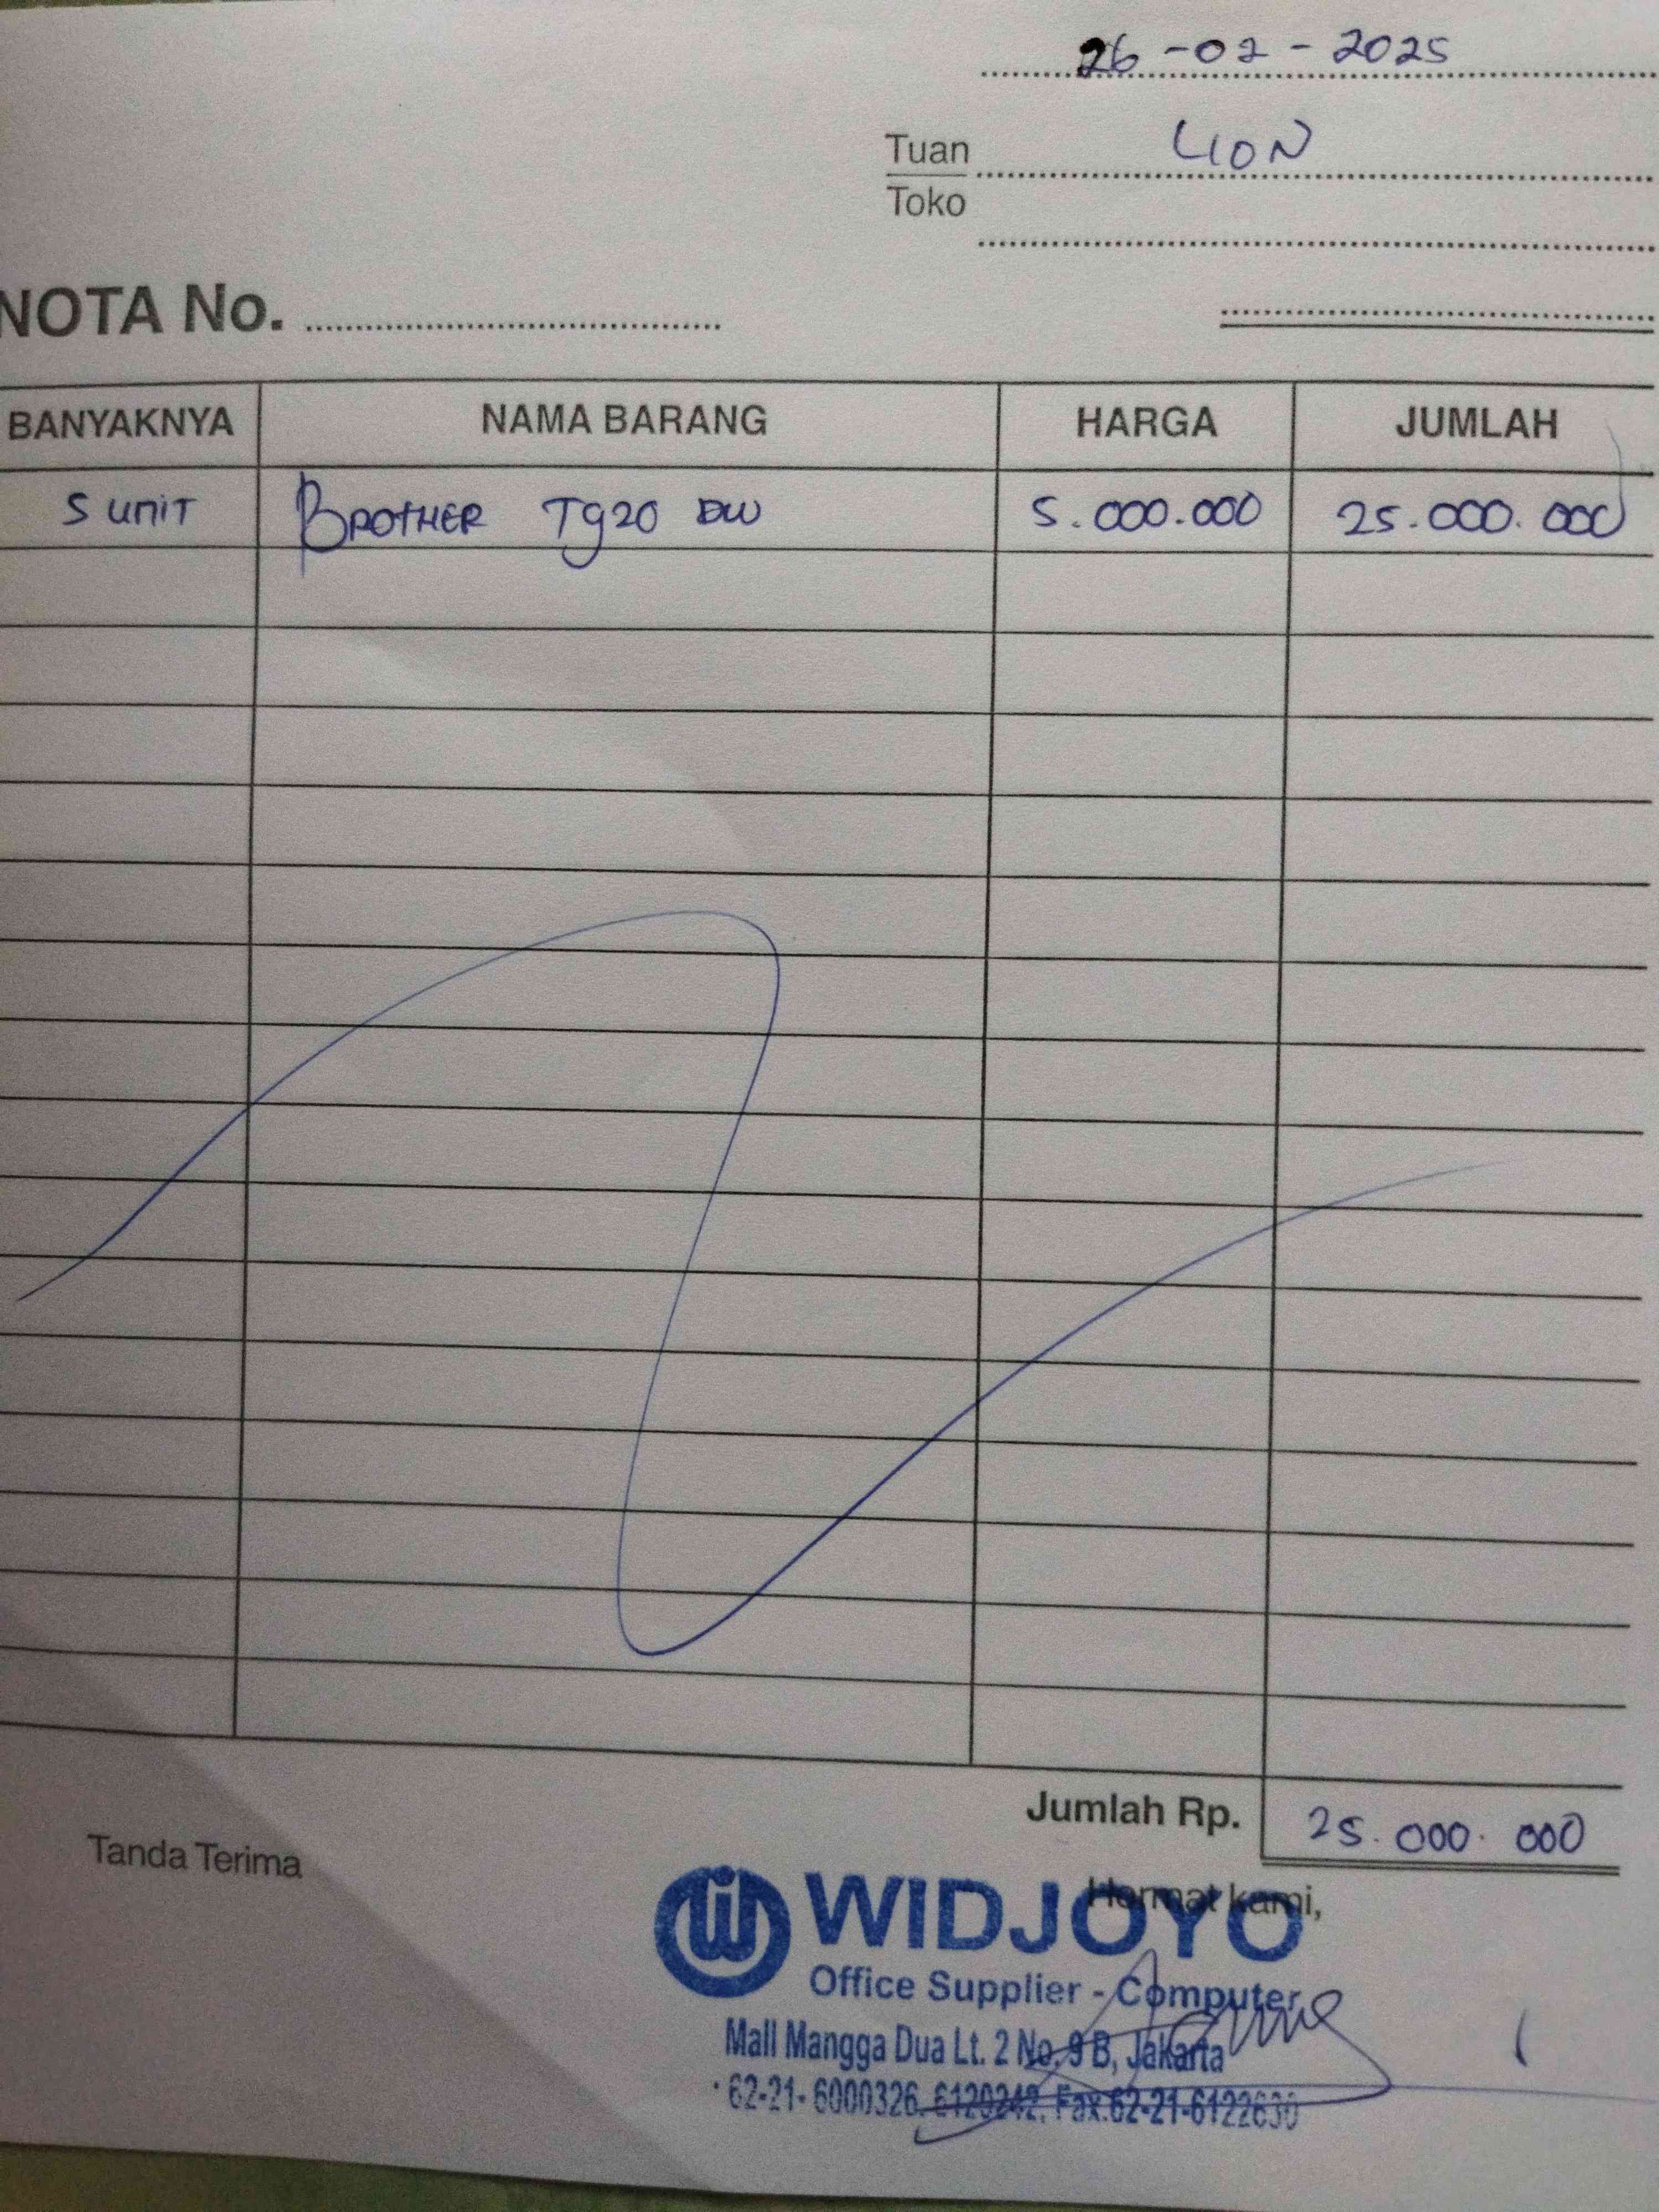 26-02-2025
Tuan LION
Toko
NOTA No.
BANYAKNYA NAMA BARANG HARGA JUMLAH
5 UNIT BROTHER T920 DW 5.000.000 25.000.000
Jumlah Rp. 25.000.000
Tanda Terima
Hormat kami,
WIDJOYO
Office Supplier - Computer
Mall Mangga Dua Lt. 2 No. 9 B, Jakarta
62-21- 6000326, 6120242, Fax.62-21-6122630